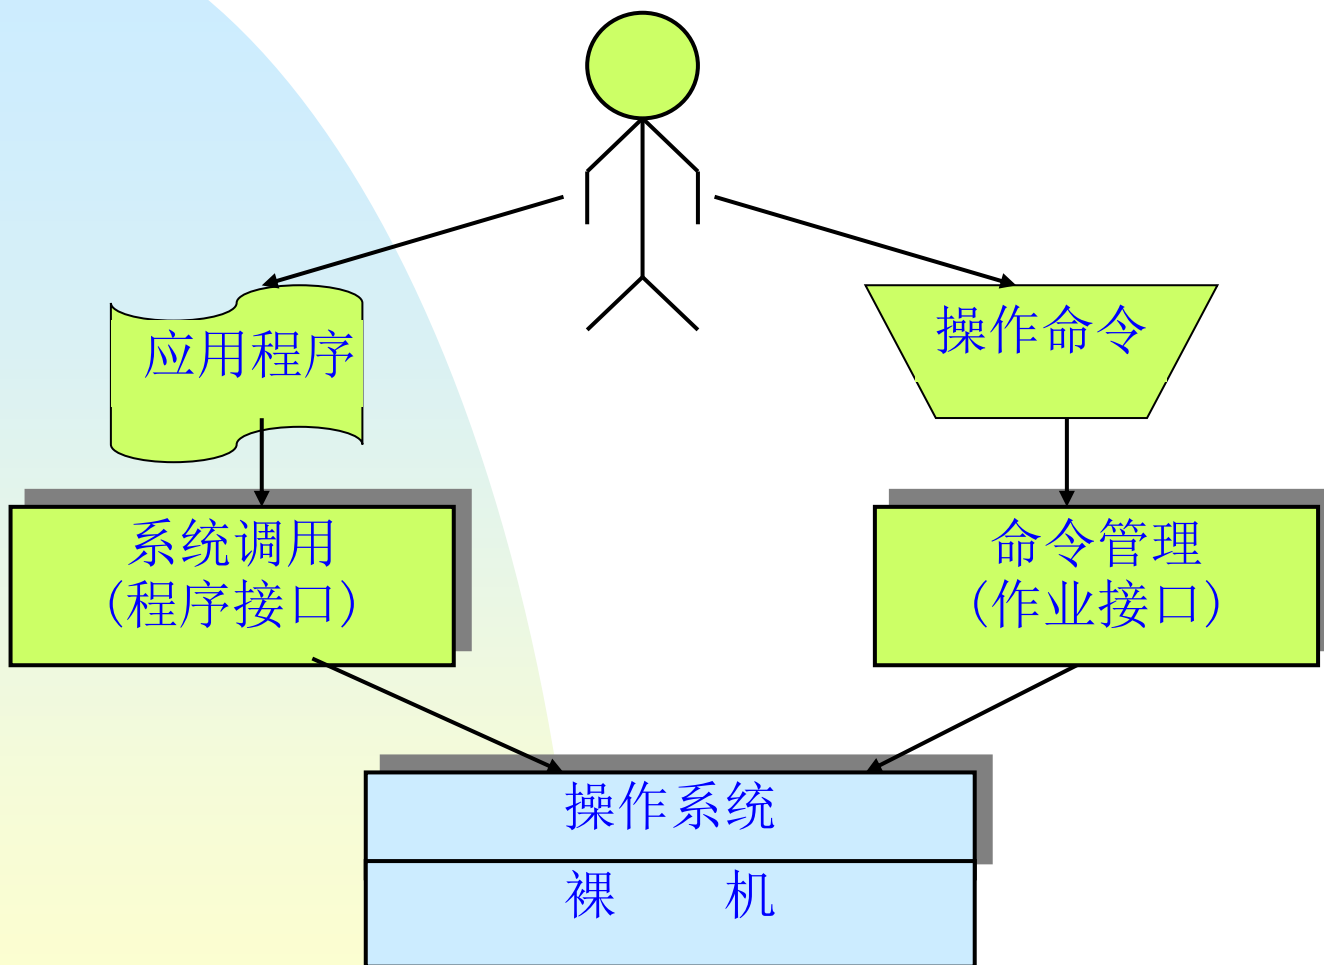 应用程序
操作命令
系统调用
(程序接口)
命令管理
(作业接口)
操作系统
裸 机